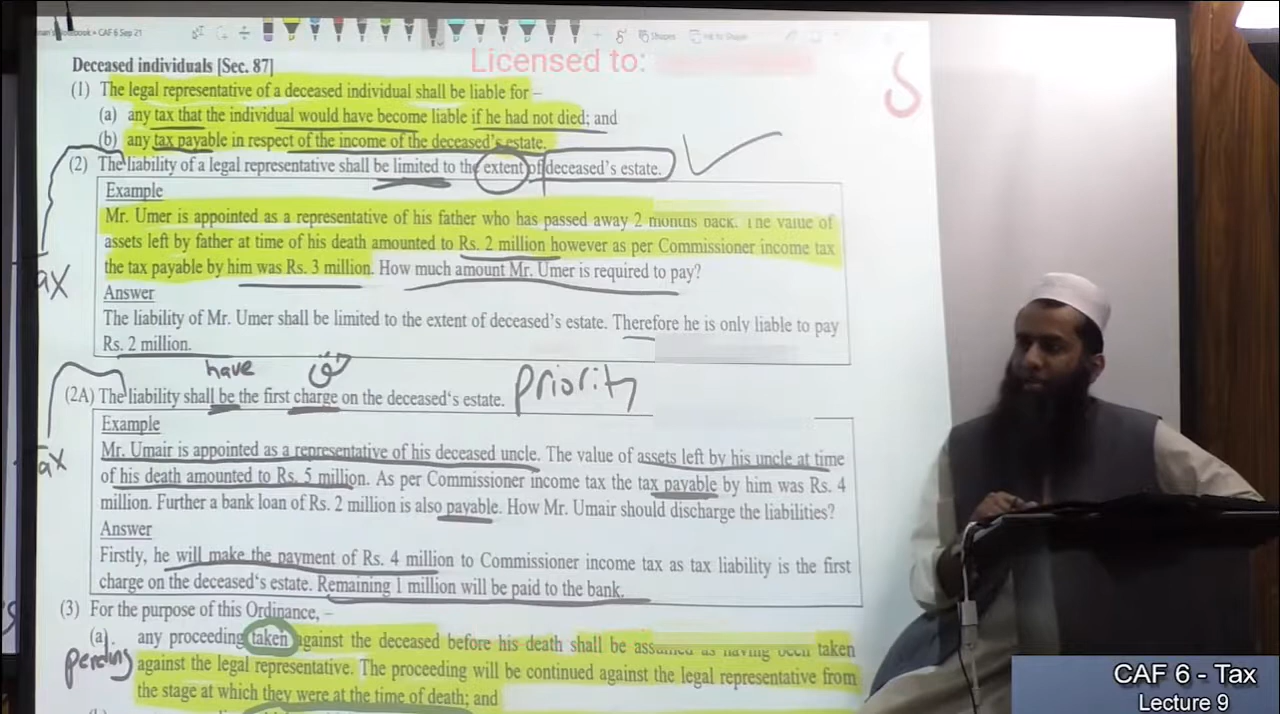 book » CAF 6 Sep 21
Shapes
Ink to Shape
Licensed to:
Deceased individuals [Sec. 87]
(1) The legal representative of a deceased individual shall be liable for –
(a) any tax that the individual would have become liable if he had not died; and
(b) any tax payable in respect of the income of the deceased's estate.
(2) The liability of a legal representative shall be limited to the extent of deceased's estate.
Example
Mr. Umer is appointed as a representative of his father who has passed away 2 months back. The value of
assets left by father at time of his death amounted to Rs. 2 million however as per Commissioner income tax
the tax payable by him was Rs. 3 million. How much amount Mr. Umer is required to pay?
Tax
Answer
The liability of Mr. Umer shall be limited to the extent of deceased's estate. Therefore he is only liable to pay
Rs. 2 million.
have حق
(2A) The liability shall be the first charge on the deceased's estate. Priority
Example
Mr. Umair is appointed as a representative of his deceased uncle. The value of assets left by his uncle at time
Tax
of his death amounted to Rs. 5 million. As per Commissioner income tax the tax payable by him was Rs. 4
million. Further a bank loan of Rs. 2 million is also payable. How Mr. Umair should discharge the liabilities?
Answer
Firstly, he will make the payment of Rs. 4 million to Commissioner income tax as tax liability is the first
charge on the deceased's estate. Remaining 1 million will be paid to the bank.
(3) For the purpose of this Ordinance, –
(a). any proceeding taken against the deceased before his death shall be assumed as having been taken
pending
against the legal representative. The proceeding will be continued against the legal representative from
the stage at which they were at the time of death; and
CAF 6 - Tax
Lecture 9